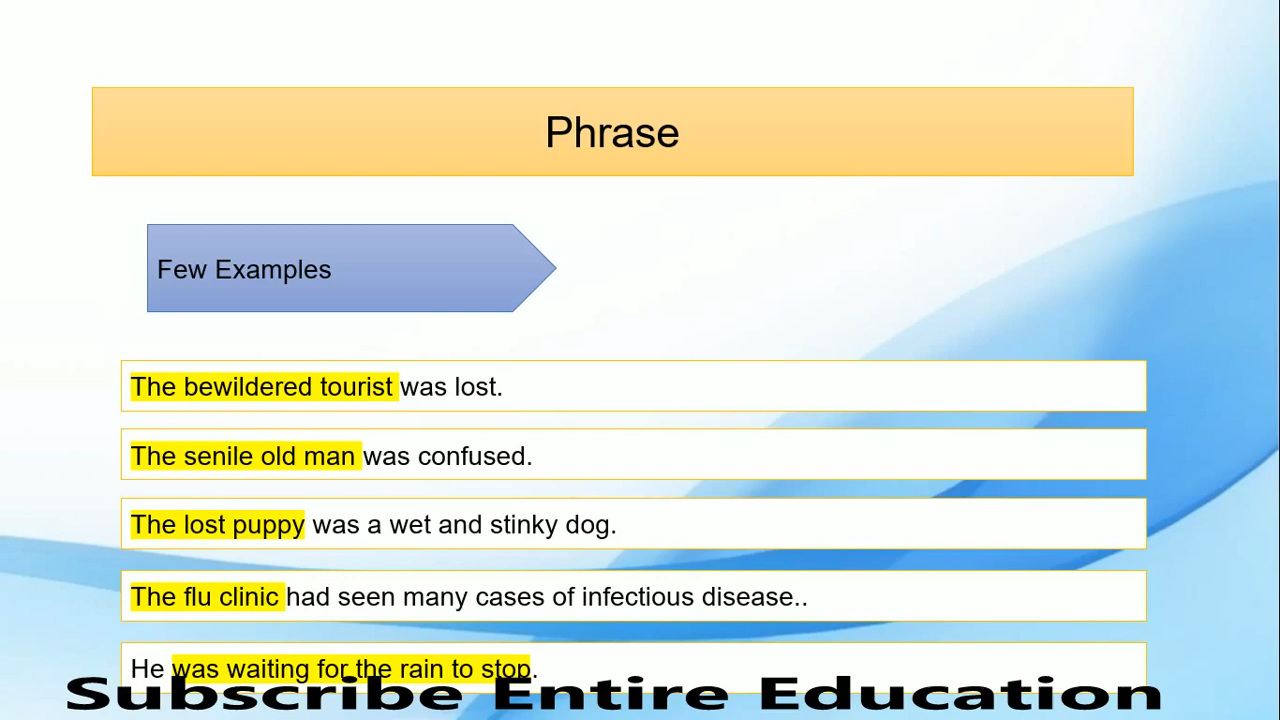 Phrase
Few Examples
The bewildered tourist was lost.
The senile old man was confused.
The lost puppy was a wet and stinky dog.
The flu clinic had seen many cases of infectious disease..
He was waiting for the rain to stop.
Subscribe Entire Education